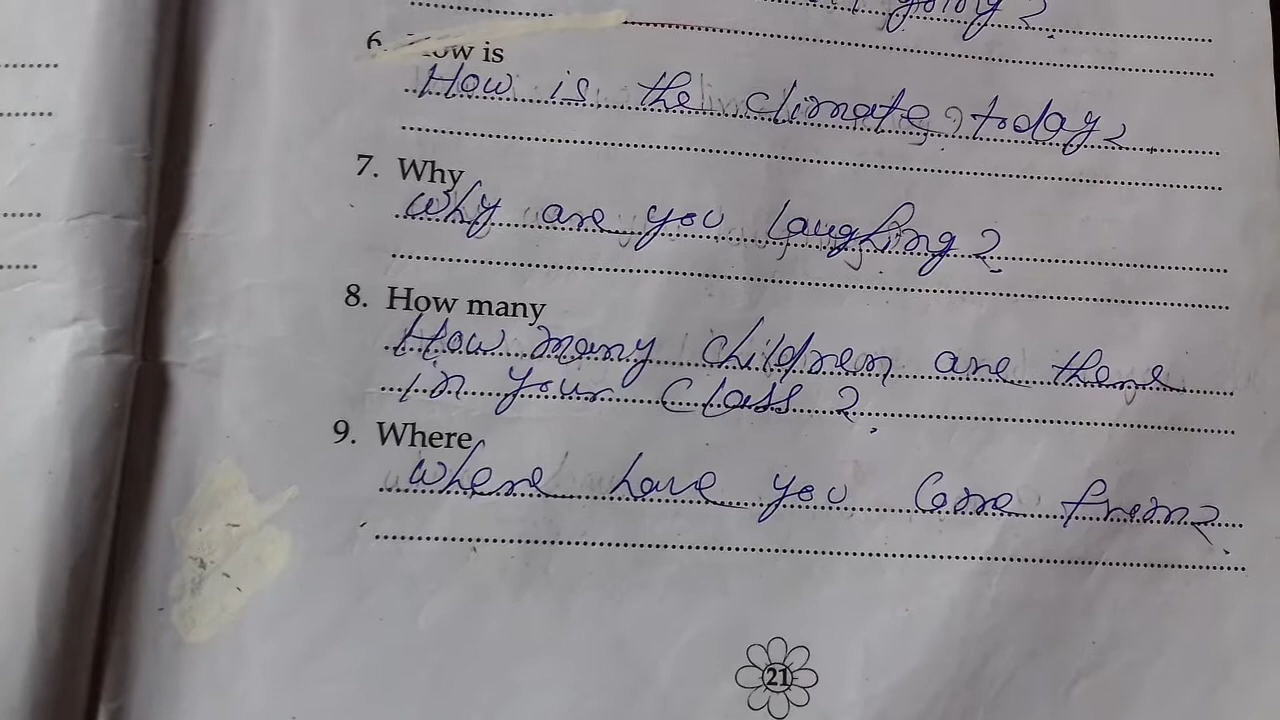 going?
6. How is
How is the climate, today?
7. Why
Why are you laughing?
8. How many
How many children are there
in your class?
9. Where
Where have you come from?
21